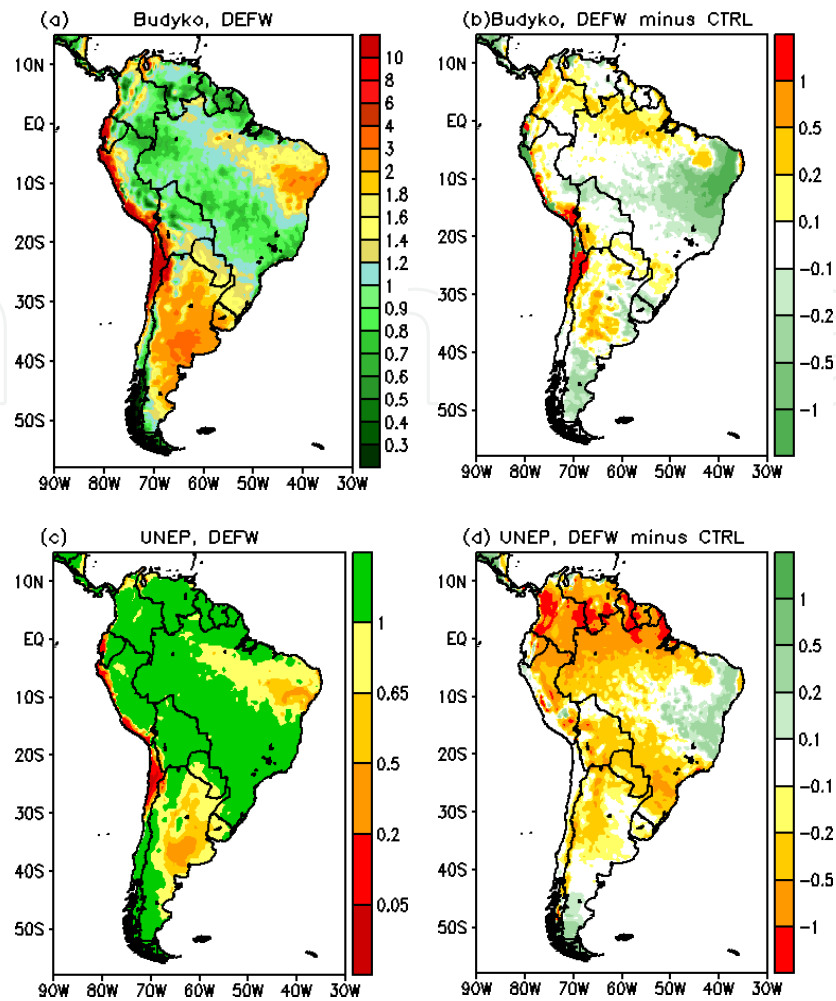 (a) Budyko, DEFW
10N
EQ
10S
20S
30S
40S
50S
90W 80W 70W 60W 50W 40W 30W
10
8
6
4
3
2
1.8
1.6
1.4
1.2
1
0.9
0.8
0.7
0.6
0.5
0.4
0.3
(b)Budyko, DEFW minus CTRL
10N
EQ
10S
20S
30S
40S
50S
90W 80W 70W 60W 50W 40W 30W
1
0.5
0.2
0.1
-0.1
-0.2
-0.5
-1
(c) UNEP, DEFW
10N
EQ
10S
20S
30S
40S
50S
90W 80W 70W 60W 50W 40W 30W
1
0.65
0.5
0.2
0.05
(d) UNEP, DEFW minus CTRL
10N
EQ
10S
20S
30S
40S
50S
90W 80W 70W 60W 50W 40W 30W
1
0.5
0.2
0.1
-0.1
-0.2
-0.5
-1